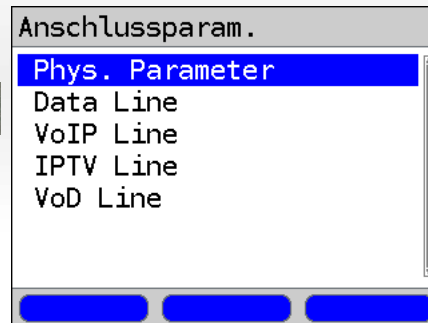 Anschlussparam.
Phys. Parameter
Data Line
VoIP Line
IPTV Line
VoD Line